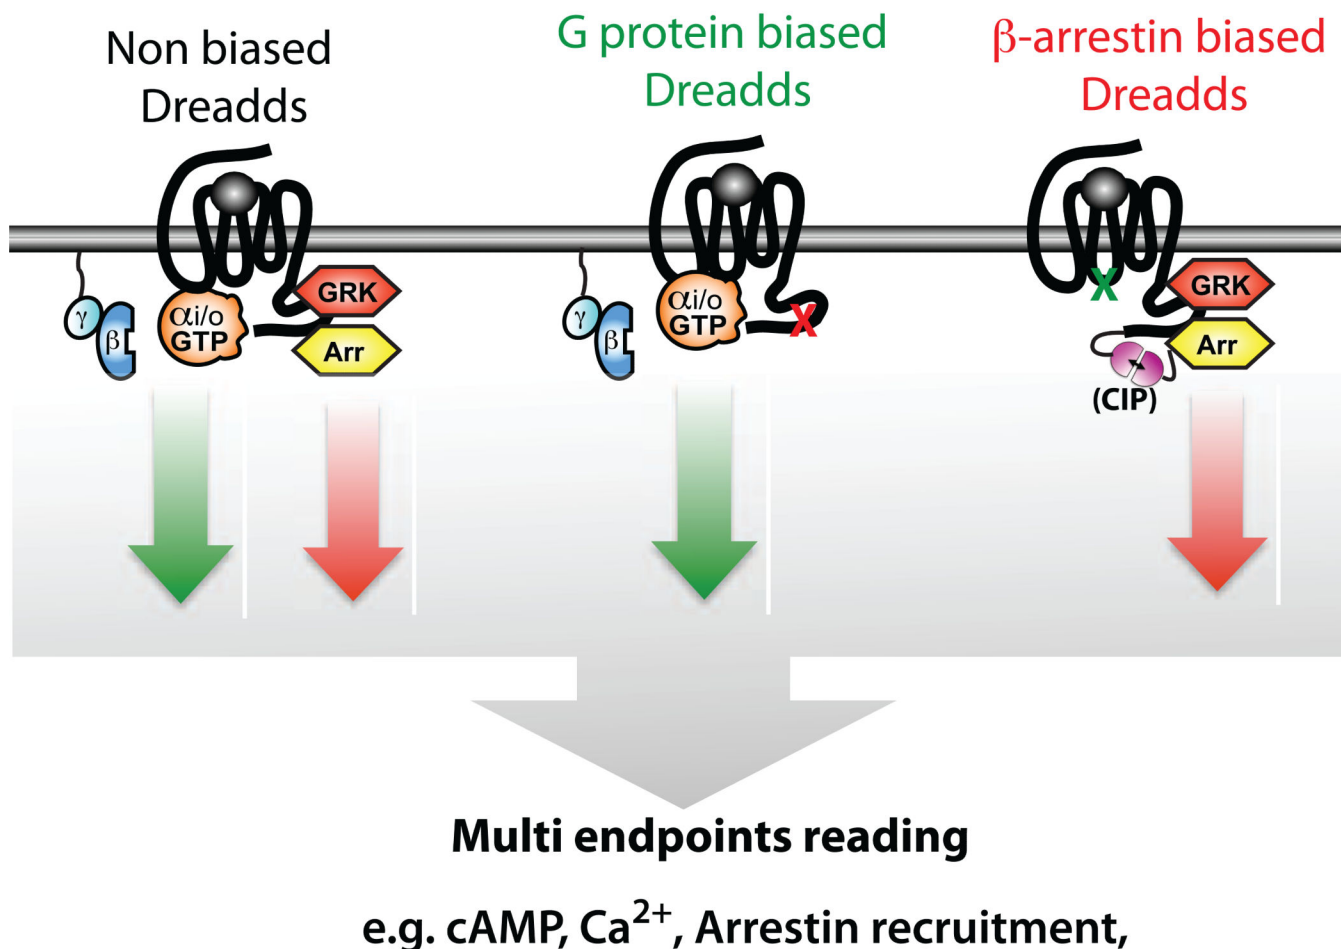 Non biased
Dreadds
G protein biased
Dreadds
β-arrestin biased
Dreadds
γ
β
αi/o
GTP
GRK
Arr
γ
β
αi/o
GTP
X
X
GRK
Arr
(CIP)
Multi endpoints reading
e.g. cAMP, Ca²⁺, Arrestin recruitment,